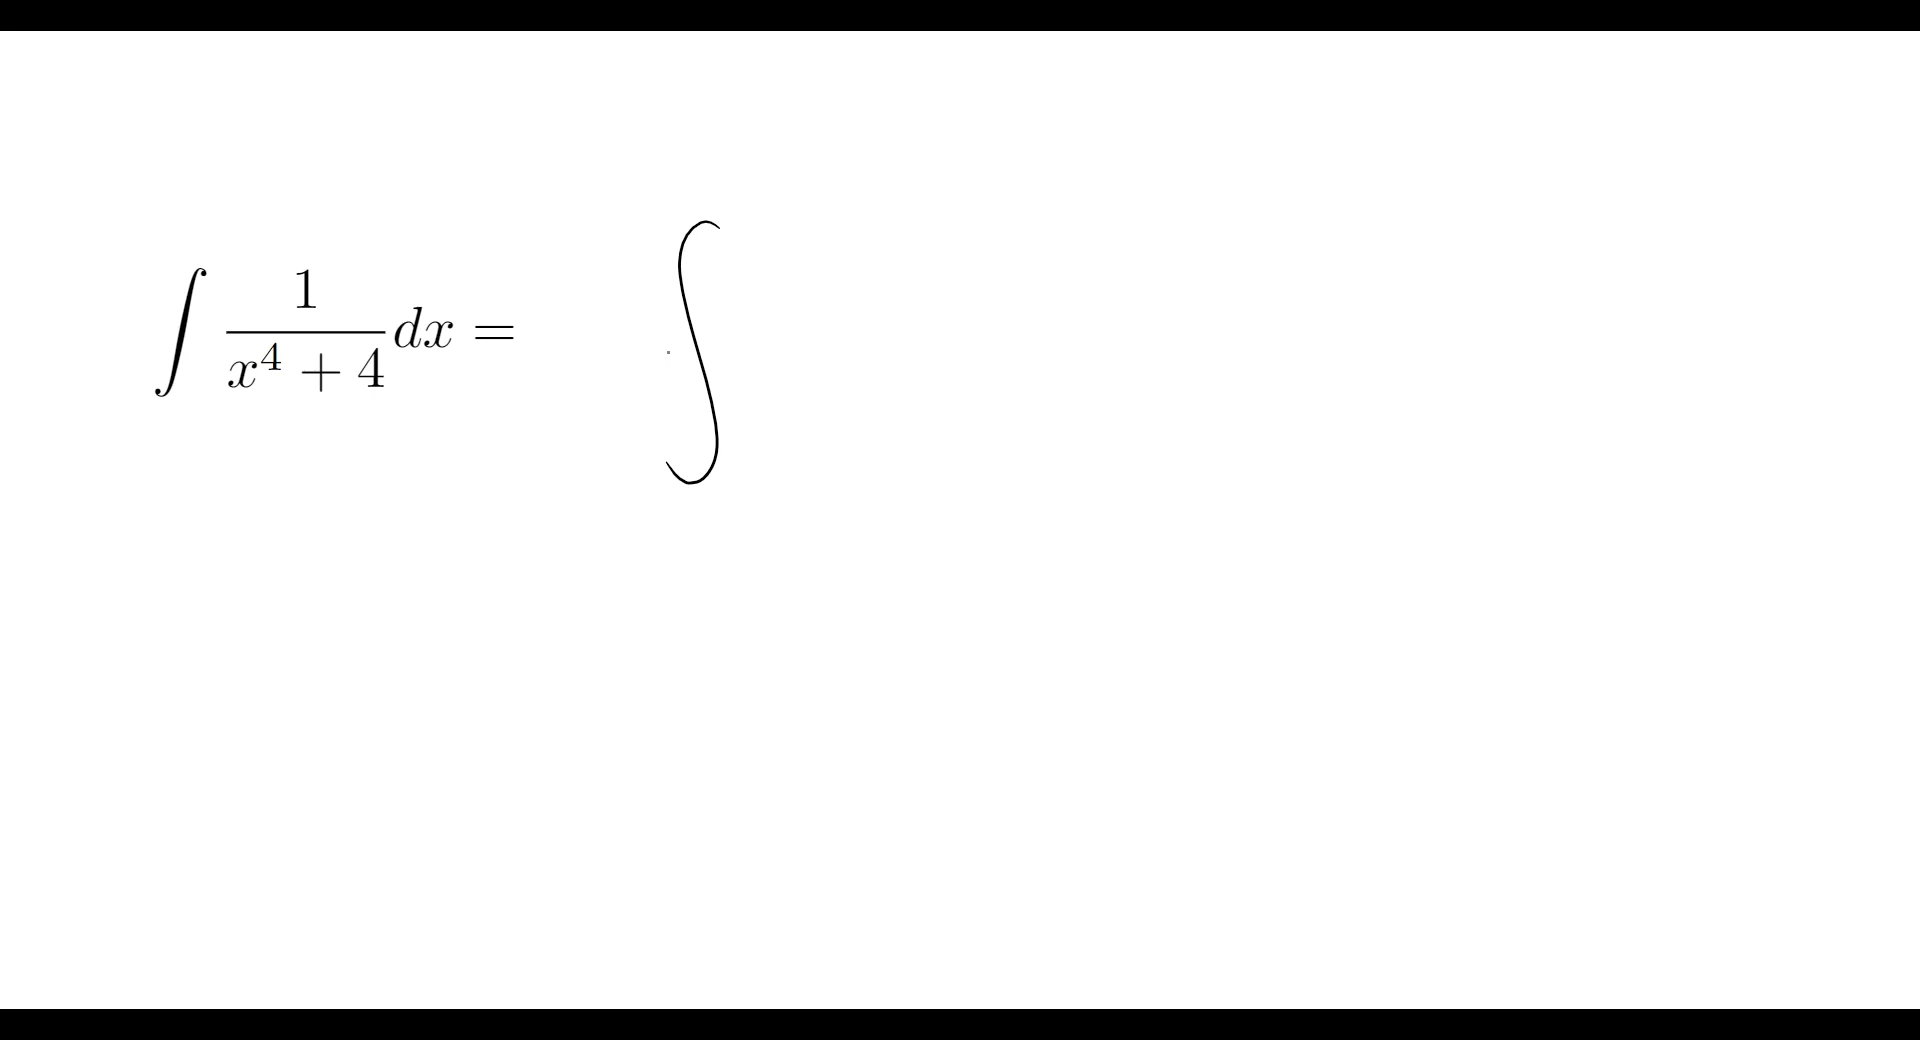 ∫ 1/(x⁴ + 4) dx = ∫